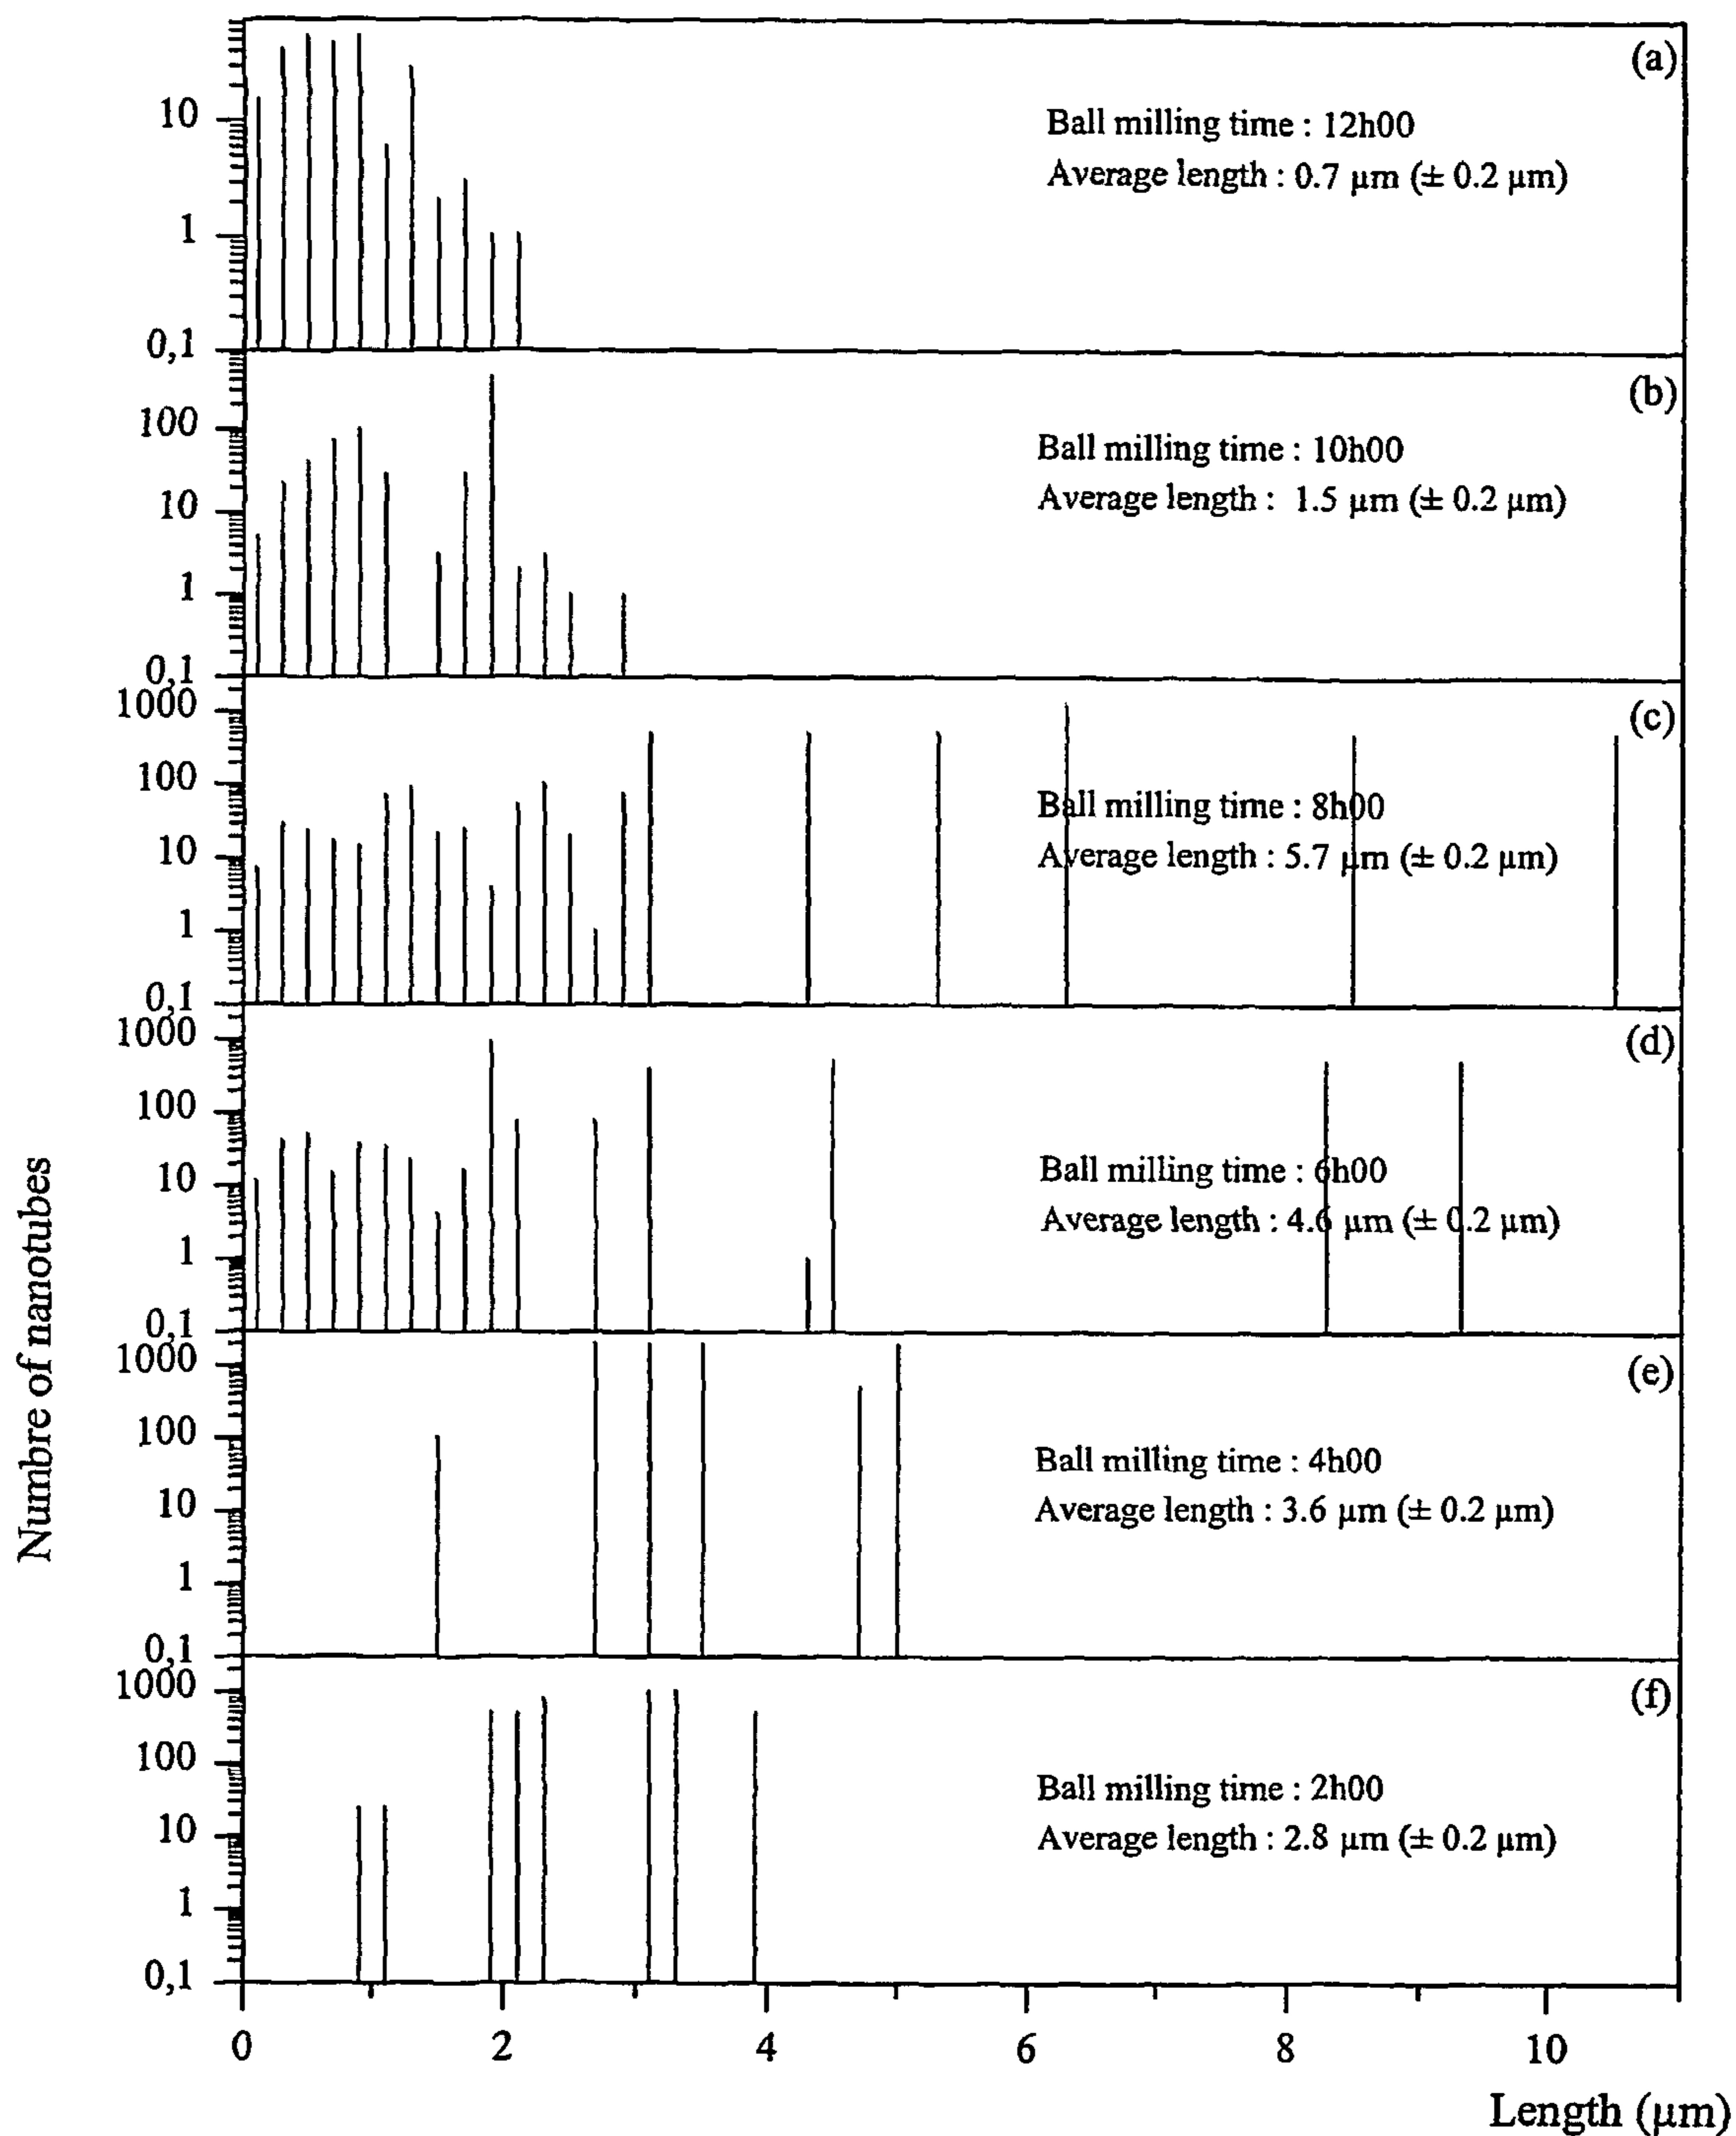 (a)
10
1
0,1
Ball milling time : 12h00
Average length : 0.7 µm (± 0.2 µm)
(b)
100
10
1
0,1
Ball milling time : 10h00
Average length : 1.5 µm (± 0.2 µm)
(c)
1000
100
10
1
0,1
Ball milling time : 8h00
Average length : 5.7 µm (± 0.2 µm)
(d)
1000
100
10
1
0,1
Ball milling time : 6h00
Average length : 4.6 µm (± 0.2 µm)
(e)
1000
100
10
1
0,1
Ball milling time : 4h00
Average length : 3.6 µm (± 0.2 µm)
(f)
1000
100
10
1
0,1
Ball milling time : 2h00
Average length : 2.8 µm (± 0.2 µm)
Numbre of nanotubes
0 2 4 6 8 10
Length (µm)